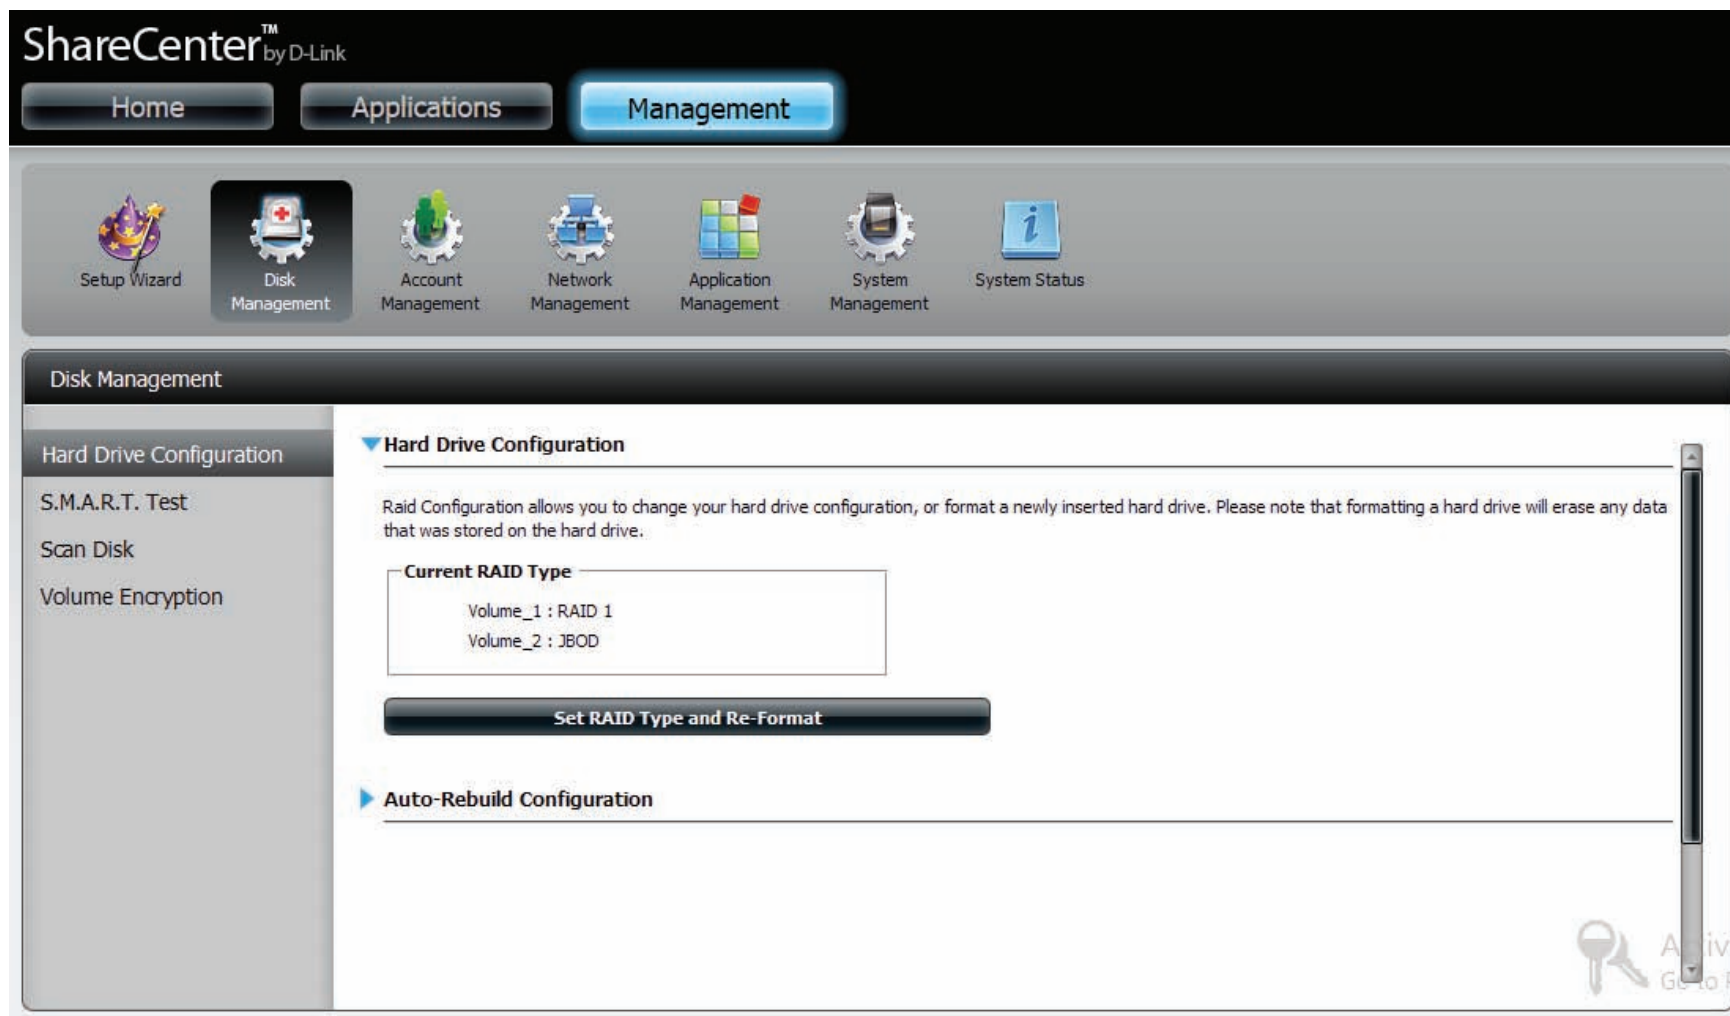 ShareCenter™ by D-Link
Home
Applications
Management
Setup Wizard
Disk
Management
Account
Management
Network
Management
Application
Management
System
Management
System Status
Disk Management
Hard Drive Configuration
S.M.A.R.T. Test
Scan Disk
Volume Encryption
Hard Drive Configuration
Raid Configuration allows you to change your hard drive configuration, or format a newly inserted hard drive. Please note that formatting a hard drive will erase any data
that was stored on the hard drive.
Current RAID Type
Volume_1 : RAID 1
Volume_2 : JBOD
Set RAID Type and Re-Format
Auto-Rebuild Configuration